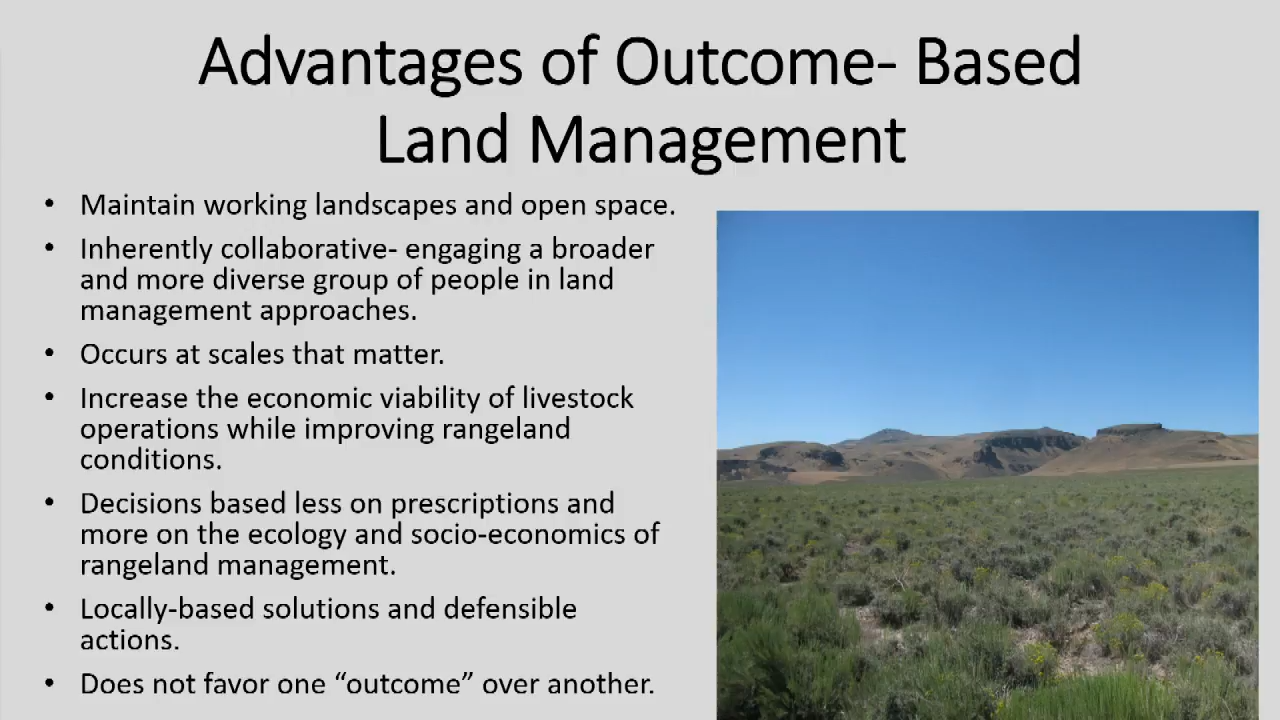 Advantages of Outcome- Based
Land Management
• Maintain working landscapes and open space.
• Inherently collaborative- engaging a broader
and more diverse group of people in land
management approaches.
• Occurs at scales that matter.
• Increase the economic viability of livestock
operations while improving rangeland
conditions.
• Decisions based less on prescriptions and
more on the ecology and socio-economics of
rangeland management.
• Locally-based solutions and defensible
actions.
• Does not favor one “outcome” over another.